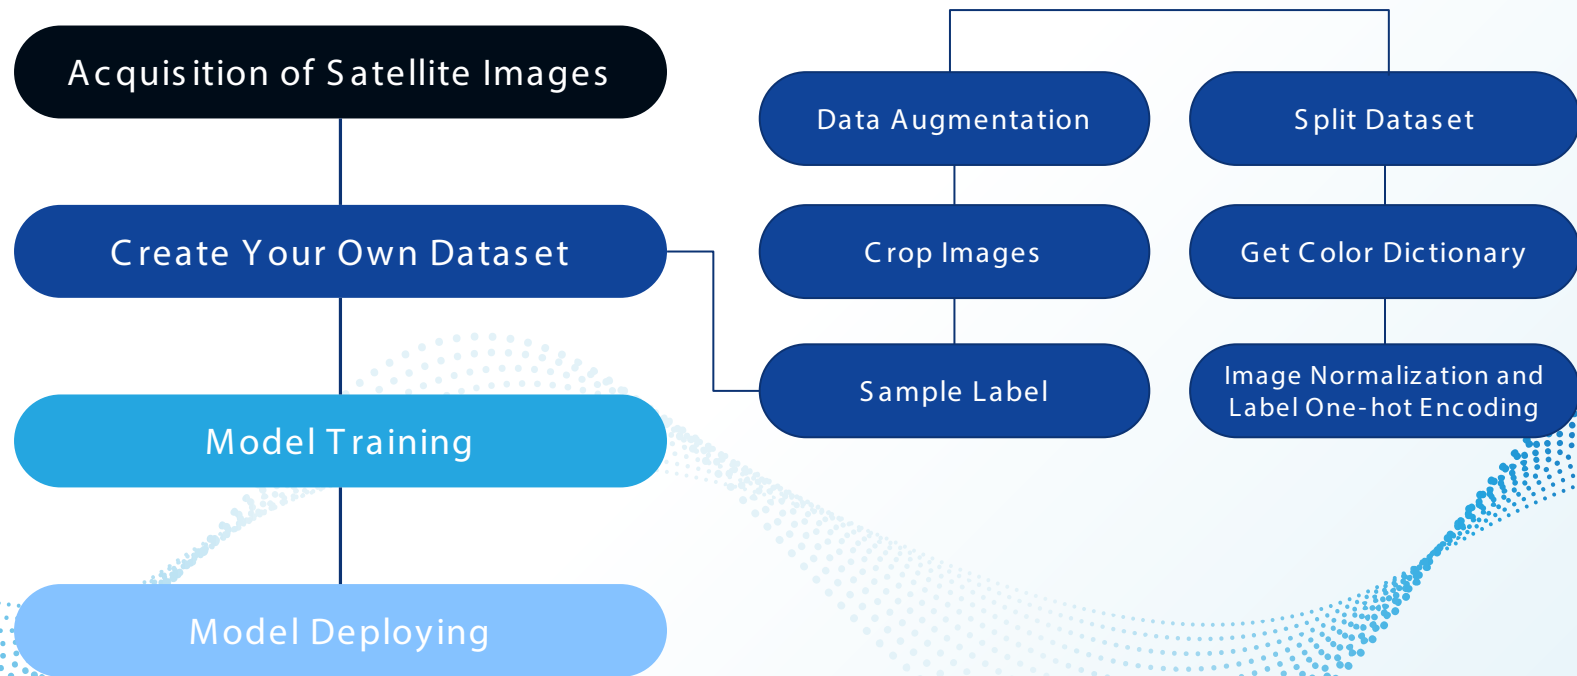 Acquisition of Satellite Images
Create Your Own Dataset
Model Training
Model Deploying
Data Augmentation
Crop Images
Sample Label
Split Dataset
Get Color Dictionary
Image Normalization and
Label One-hot Encoding